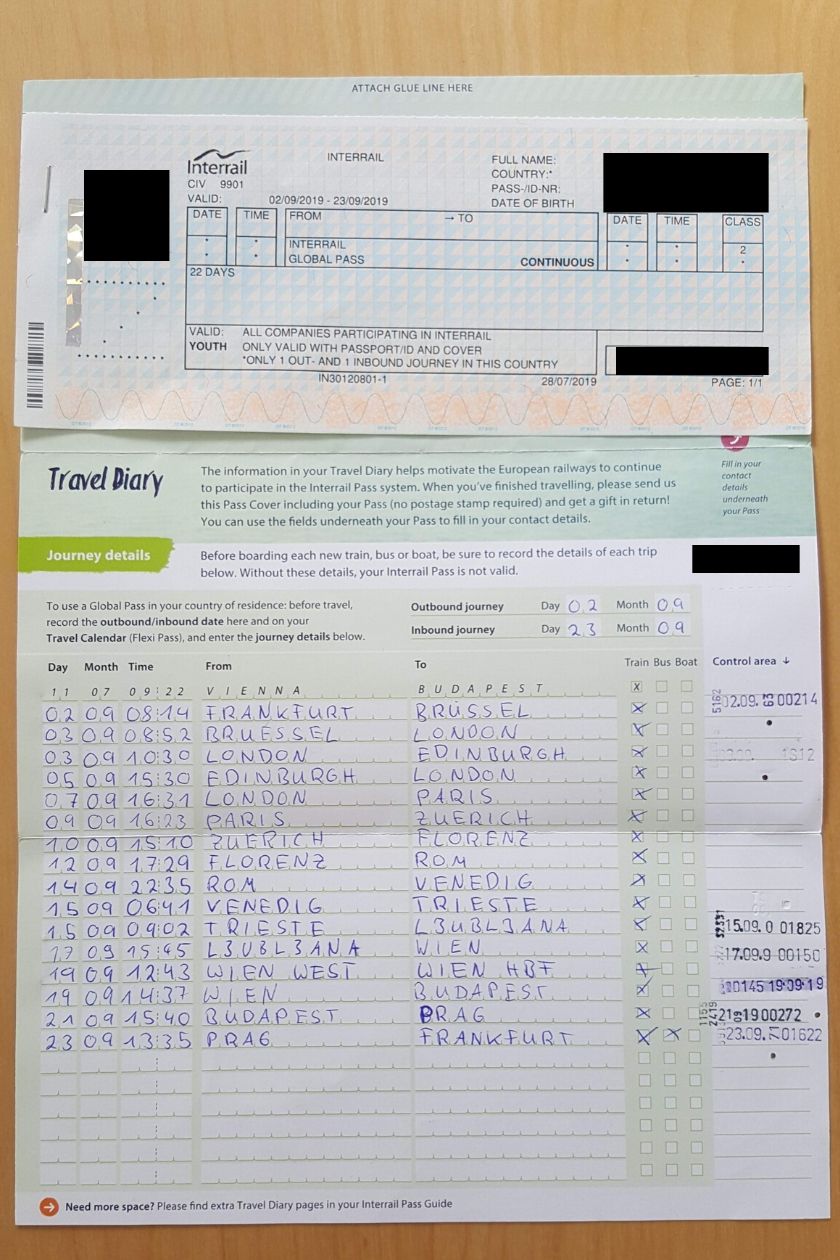 ATTACH GLUE LINE HERE
Interrail INTERRAIL FULL NAME:
CIV 9901 COUNTRY:*
PASS-/ID-NR:
VALID: 02/09/2019 - 23/09/2019 DATE OF BIRTH
DATE TIME FROM → TO DATE TIME CLASS
INTERRAIL 2
GLOBAL PASS CONTINUOUS
22 DAYS
VALID: ALL COMPANIES PARTICIPATING IN INTERRAIL
YOUTH ONLY VALID WITH PASSPORT/ID AND COVER
*ONLY 1 OUT- AND 1 INBOUND JOURNEY IN THIS COUNTRY
IN30120801-1 28/07/2019 PAGE: 1/1
Travel Diary
The information in your Travel Diary helps motivate the European railways to continue
to participate in the Interrail Pass system. When you've finished travelling, please send us
this Pass Cover including your Pass (no postage stamp required) and get a gift in return!
You can use the fields underneath your Pass to fill in your contact details.
Fill in your
contact
details
underneath
your Pass
Journey details
Before boarding each new train, bus or boat, be sure to record the details of each trip
below. Without these details, your Interrail Pass is not valid.
To use a Global Pass in your country of residence: before travel,
record the outbound/inbound date here and on your
Travel Calendar (Flexi Pass), and enter the journey details below.
Outbound journey Day 02 Month 09
Inbound journey Day 23 Month 09
Day Month Time From To Train Bus Boat Control area ↓
11 07 09:22 VIENNA BUDAPEST X
02 09 08:14 FRANKFURT BRÜSSEL X 5162 02.09. 00214
03 09 08:52 BRUESSEL LONDON X
03 09 10:30 LONDON EDINBURGH X 1312
05 09 15:30 EDINBURGH LONDON X
07 09 16:31 LONDON PARIS X
09 09 16:23 PARIS ZUERICH X
10 09 15:10 ZUERICH FLORENZ X
12 09 17:29 FLORENZ ROM X
14 09 22:35 ROM VENEDIG X
15 09 06:41 VENEDIG TRIESTE X
15 09 09:02 TRIESTE L3UBL3ANA X 15.09.0 01825
17 09 15:45 L3UBL3ANA WIEN X 17.09.9 00150
19 09 12:43 WIEN WEST WIEN HBF X
19 09 14:37 WIEN BUDAPEST X 00145 19·09·19
21 09 15:40 BUDAPEST PRAG X 1900272
23 09 13:35 PRAG FRANKFURT X X 23.09. 01622
Need more space? Please find extra Travel Diary pages in your Interrail Pass Guide